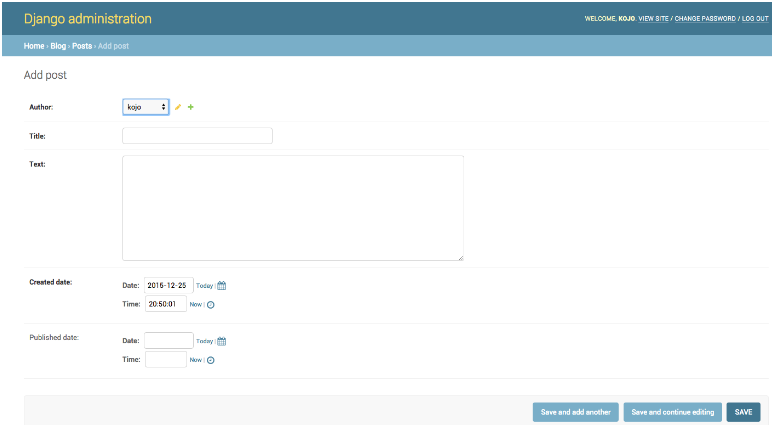 Django administration
WELCOME, KOJO. VIEW SITE / CHANGE PASSWORD / LOG OUT
Home › Blog › Posts › Add post
Add post
Author: kojo
Title:
Text:
Created date: Date: 2015-12-25 Today |
Time: 20:50:01 Now |
Published date: Date: Today |
Time: Now |
Save and add another Save and continue editing SAVE